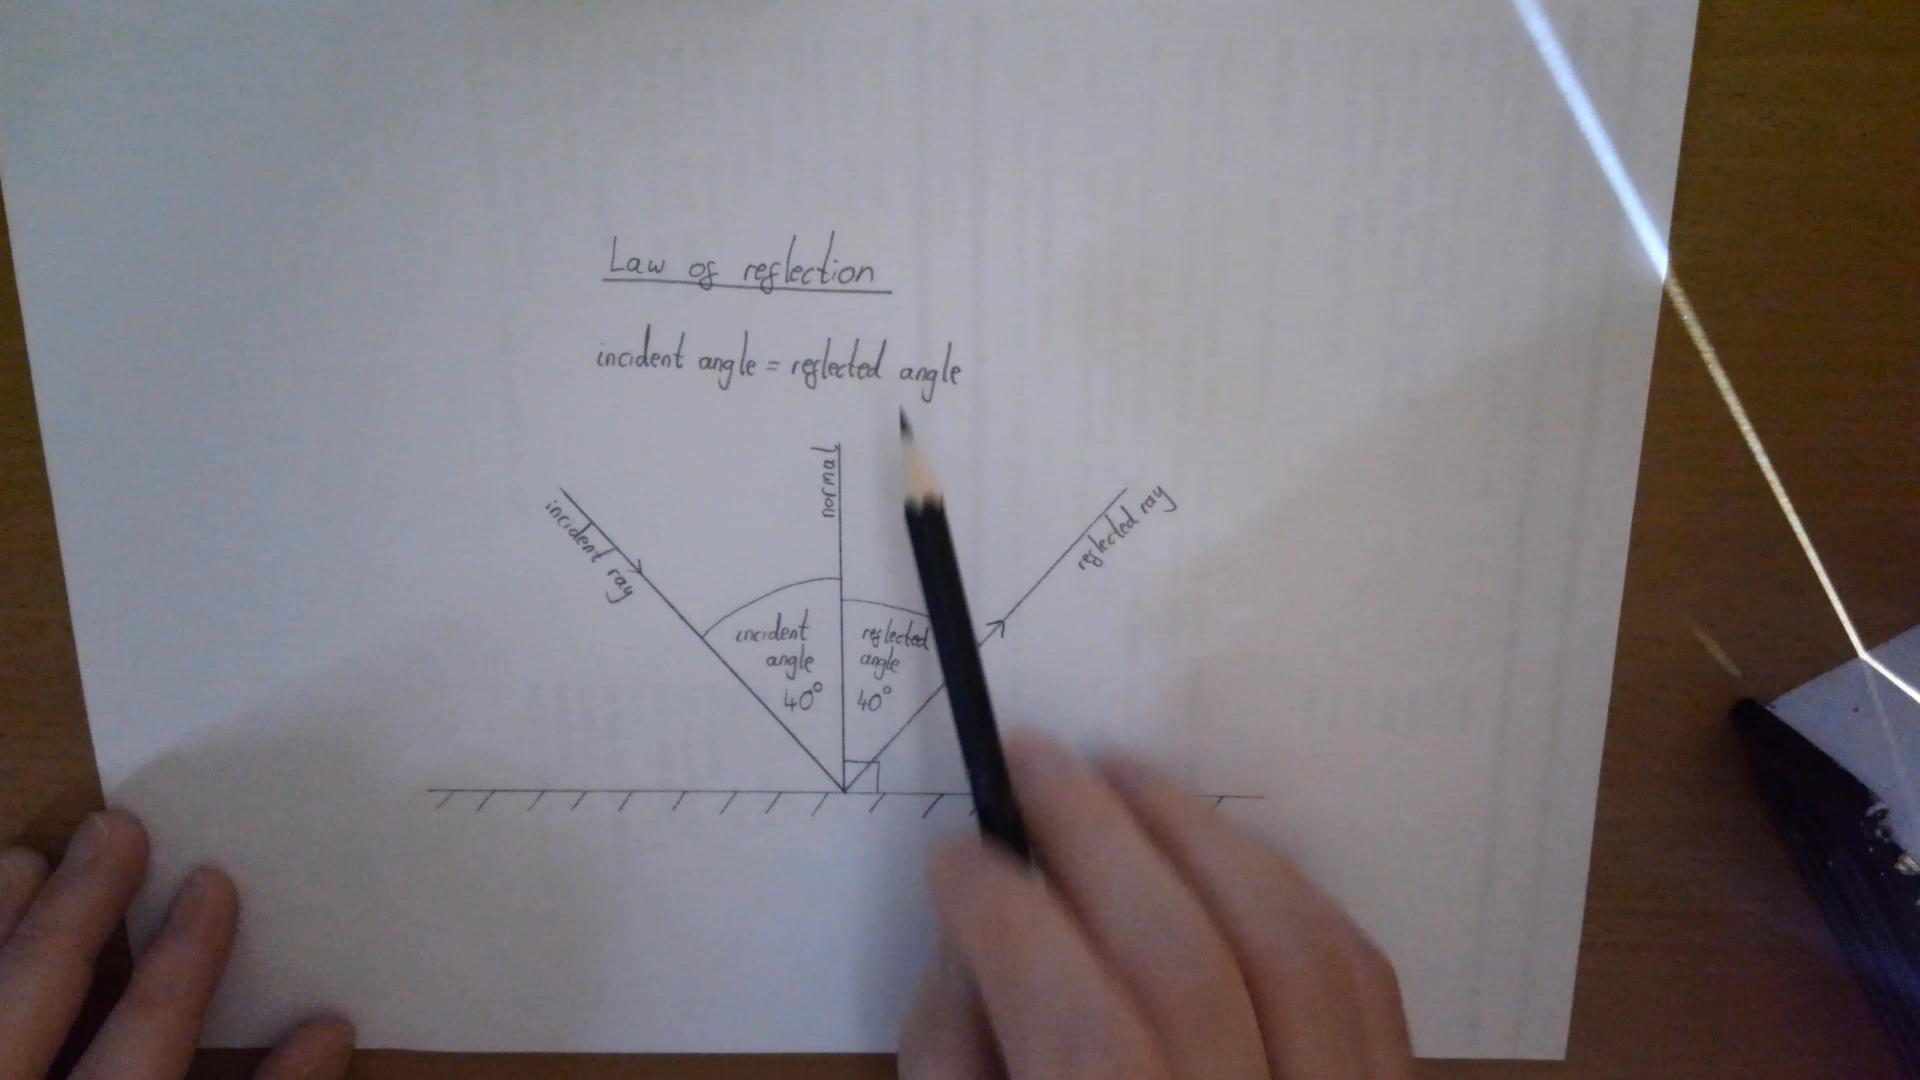 Law of reflection
incident angle = reflected angle
normal
incident ray
reflected ray
incident
angle
40°
reflected
angle
40°